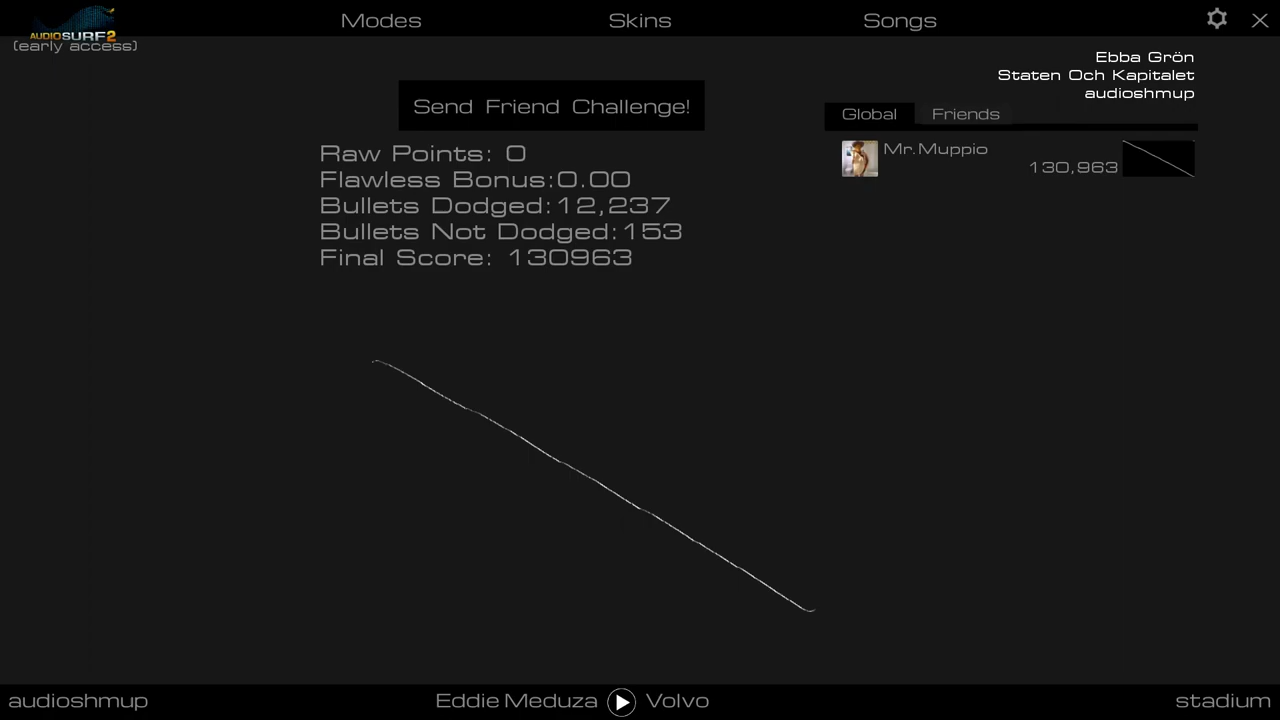 Modes
Skins
Songs
AUDIOSURF2
(early access)
Ebba Grön
Staten Och Kapitalet
audioshmup
Send Friend Challenge!
Global
Friends
Raw Points: 0
Flawless Bonus:0.00
Bullets Dodged:12,237
Bullets Not Dodged:153
Final Score: 130963
Mr.Muppio
130,963
audioshmup
Eddie Meduza
Volvo
stadium